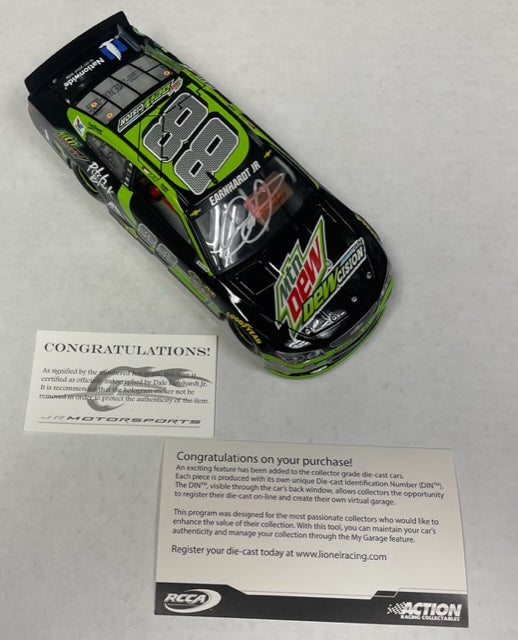 Nationwide
88
EARNHARDT JR
Pitch
Black
Mtn
DEW
DEW
CISION
88
GOODYEAR
CONGRATULATIONS!
As signified by the numbered hologram, this item is
certified as officially autographed by Dale Earnhardt Jr.
It is recommended that the hologram sticker not be
removed in order to protect the authenticity of the item.
JR MOTORSPORTS
Congratulations on your purchase!
An exciting feature has been added to the collector grade die-cast cars.
Each piece is produced with its own unique Die-cast Identification Number (DIN™).
The DIN™, visible through the car's back window, allows collectors the opportunity
to register their die-cast on-line and create their own virtual garage.
This program was designed for the most passionate collectors who would like to
enhance the value of their collection. With this tool, you can maintain your car's
authenticity and manage your collection through the My Garage feature.
Register your die-cast today at www.lionelracing.com
RCCA
ACTION
RACING COLLECTABLES